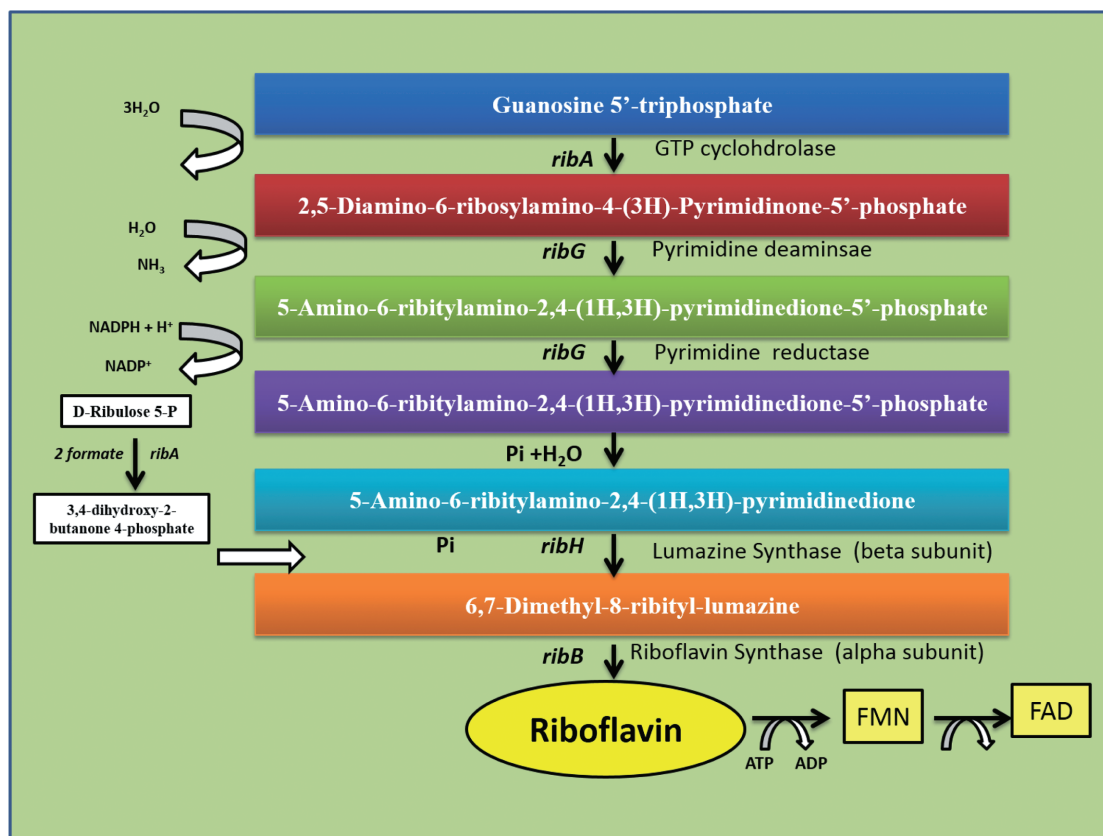 Guanosine 5’-triphosphate
3H₂O
ribA GTP cyclohdrolase
2,5-Diamino-6-ribosylamino-4-(3H)-Pyrimidinone-5’-phosphate
H₂O
NH₃
ribG Pyrimidine deaminsae
5-Amino-6-ribitylamino-2,4-(1H,3H)-pyrimidinedione-5’-phosphate
NADPH + H⁺
NADP⁺
ribG Pyrimidine reductase
5-Amino-6-ribitylamino-2,4-(1H,3H)-pyrimidinedione-5’-phosphate
D-Ribulose 5-P
2 formate ribA
3,4-dihydroxy-2-
butanone 4-phosphate
Pi +H₂O
5-Amino-6-ribitylamino-2,4-(1H,3H)-pyrimidinedione
Pi ribH Lumazine Synthase (beta subunit)
6,7-Dimethyl-8-ribityl-lumazine
ribB Riboflavin Synthase (alpha subunit)
Riboflavin
ATP ADP
FMN
FAD